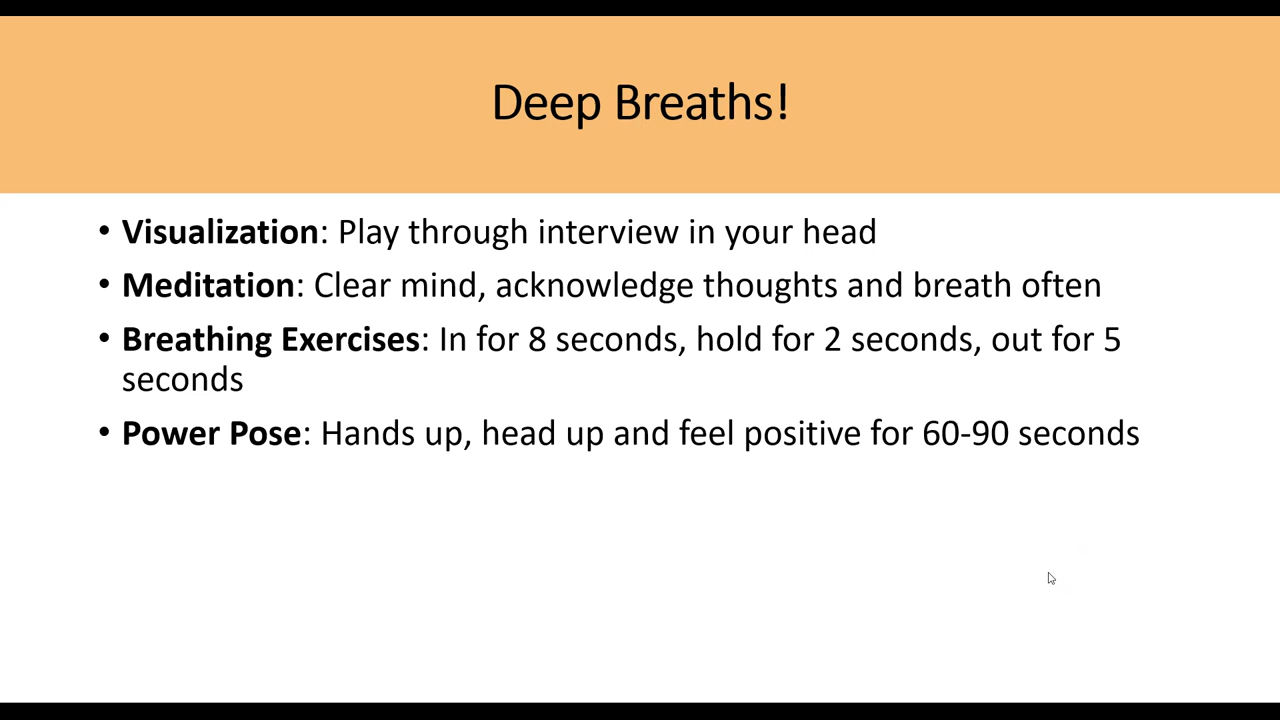 Deep Breaths!
• Visualization: Play through interview in your head
• Meditation: Clear mind, acknowledge thoughts and breath often
• Breathing Exercises: In for 8 seconds, hold for 2 seconds, out for 5
seconds
• Power Pose: Hands up, head up and feel positive for 60-90 seconds